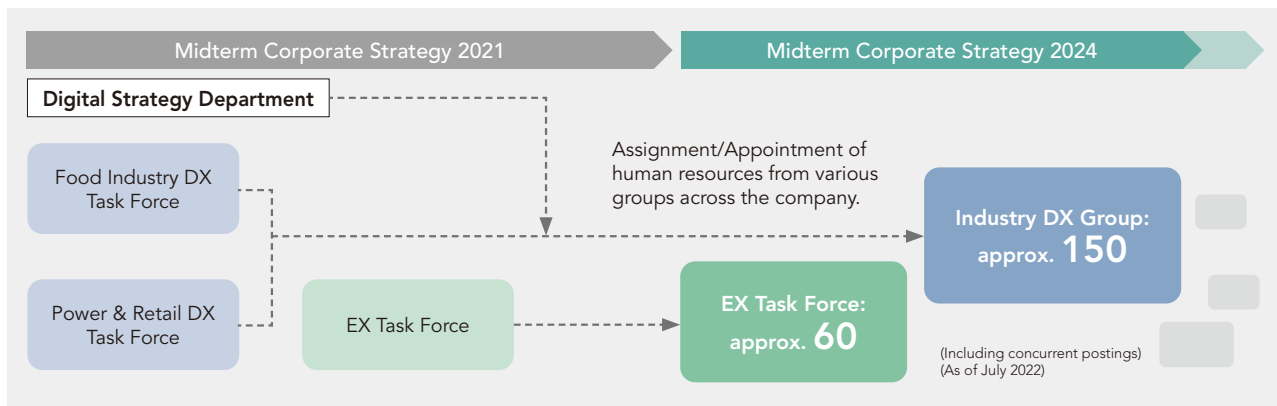 Midterm Corporate Strategy 2021
Midterm Corporate Strategy 2024
Digital Strategy Department
Food Industry DX
Task Force
Power & Retail DX
Task Force
EX Task Force
Assignment/Appointment of
human resources from various
groups across the company.
EX Task Force:
approx. 60
Industry DX Group:
approx. 150
(Including concurrent postings)
(As of July 2022)